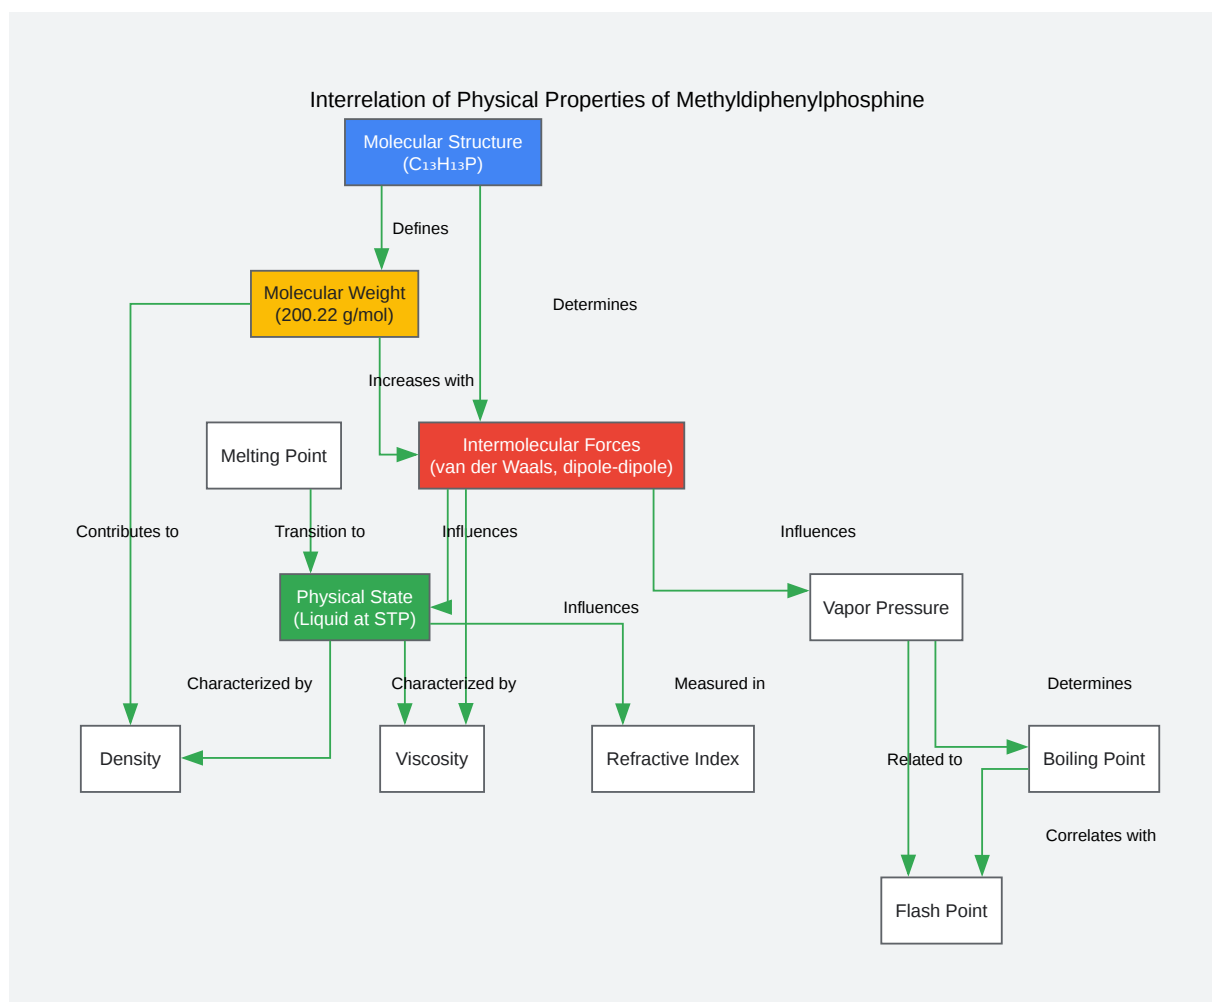 Interrelation of Physical Properties of Methyldiphenylphosphine
Molecular Structure
(C₁₃H₁₃P)
Defines
Molecular Weight
(200.22 g/mol)
Determines
Increases with
Melting Point
Intermolecular Forces
(van der Waals, dipole-dipole)
Contributes to
Transition to
Influences
Influences
Physical State
(Liquid at STP)
Influences
Vapor Pressure
Characterized by
Characterized by
Measured in
Determines
Density
Viscosity
Refractive Index
Related to
Boiling Point
Correlates with
Flash Point